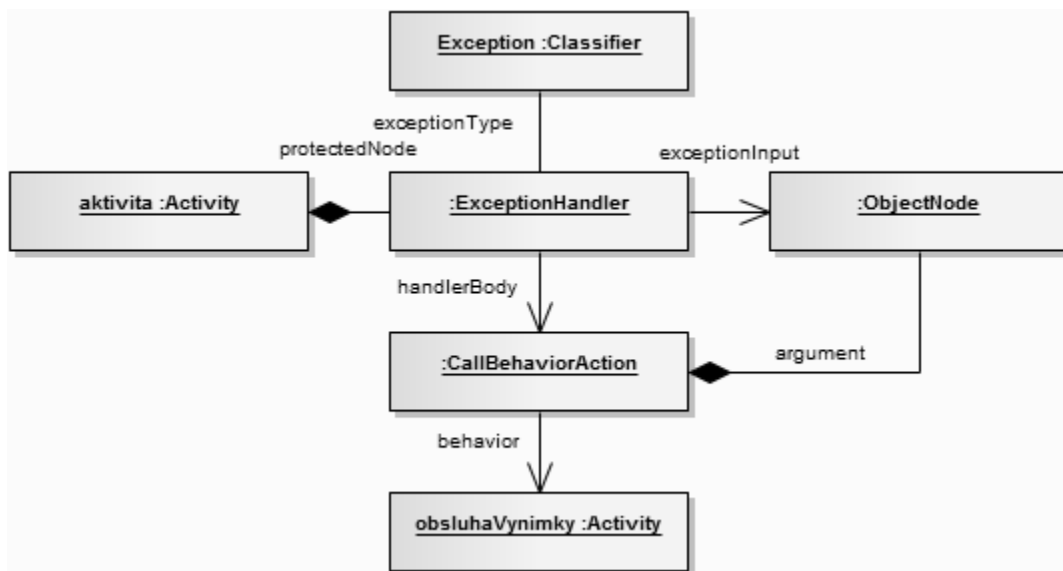 Exception :Classifier
exceptionType
protectedNode
exceptionInput
aktivita :Activity
:ExceptionHandler
:ObjectNode
handlerBody
:CallBehaviorAction
argument
behavior
obsluhaVynimky :Activity